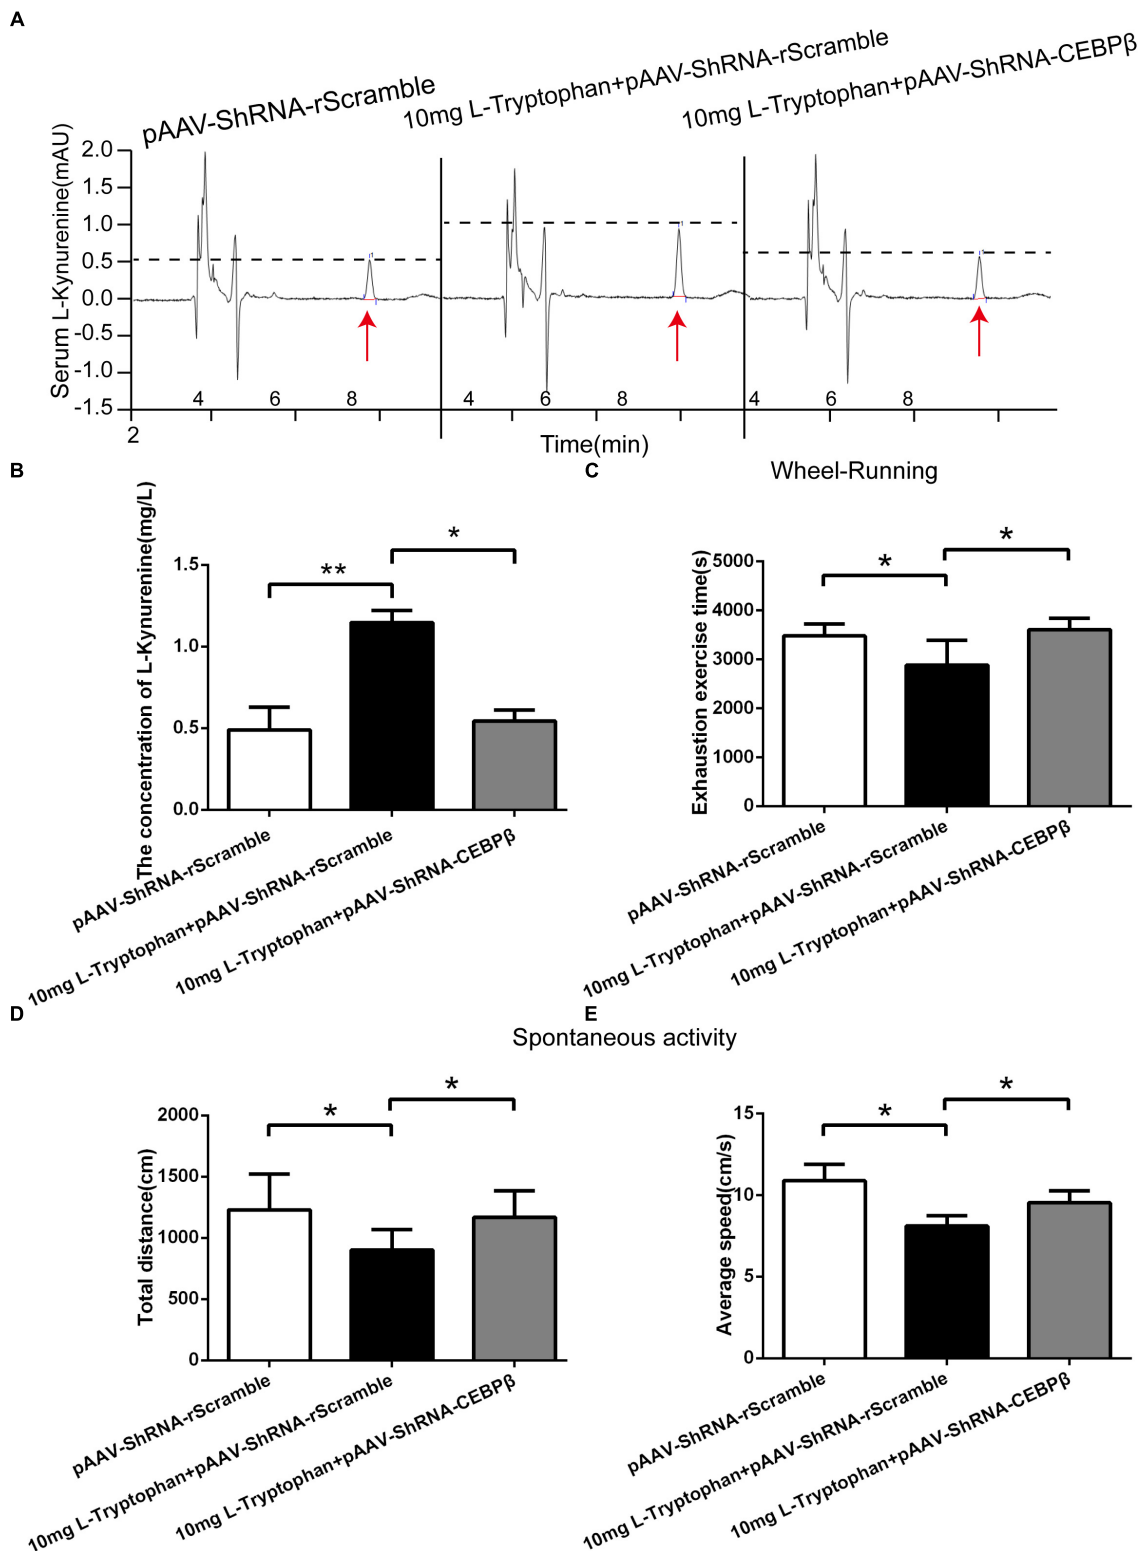 A
pAAV-ShRNA-rScramble
10mg L-Tryptophan+pAAV-ShRNA-rScramble
10mg L-Tryptophan+pAAV-ShRNA-CEBPβ
Serum L-Kynurenine(mAU)
2.0
1.5
1.0
0.5
0.0
-0.5
-1.0
-1.5
4 6 8 4 6 8 4 6 8
2
Time(min)
B
The concentration of L-Kynurenine(mg/L)
1.5
1.0
0.5
0.0
**
*
pAAV-ShRNA-rScramble
10mg L-Tryptophan+pAAV-ShRNA-rScramble
10mg L-Tryptophan+pAAV-ShRNA-CEBPβ
C
Wheel-Running
Exhaustion exercise time(s)
5000
4000
3000
2000
1000
0
*
*
pAAV-ShRNA-rScramble
10mg L-Tryptophan+pAAV-ShRNA-rScramble
10mg L-Tryptophan+pAAV-ShRNA-CEBPβ
Spontaneous activity
D
Total distance(cm)
2000
1500
1000
500
0
*
*
pAAV-ShRNA-rScramble
10mg L-Tryptophan+pAAV-ShRNA-rScramble
10mg L-Tryptophan+pAAV-ShRNA-CEBPβ
E
Average speed(cm/s)
15
10
5
0
*
*
pAAV-ShRNA-rScramble
10mg L-Tryptophan+pAAV-ShRNA-rScramble
10mg L-Tryptophan+pAAV-ShRNA-CEBPβ